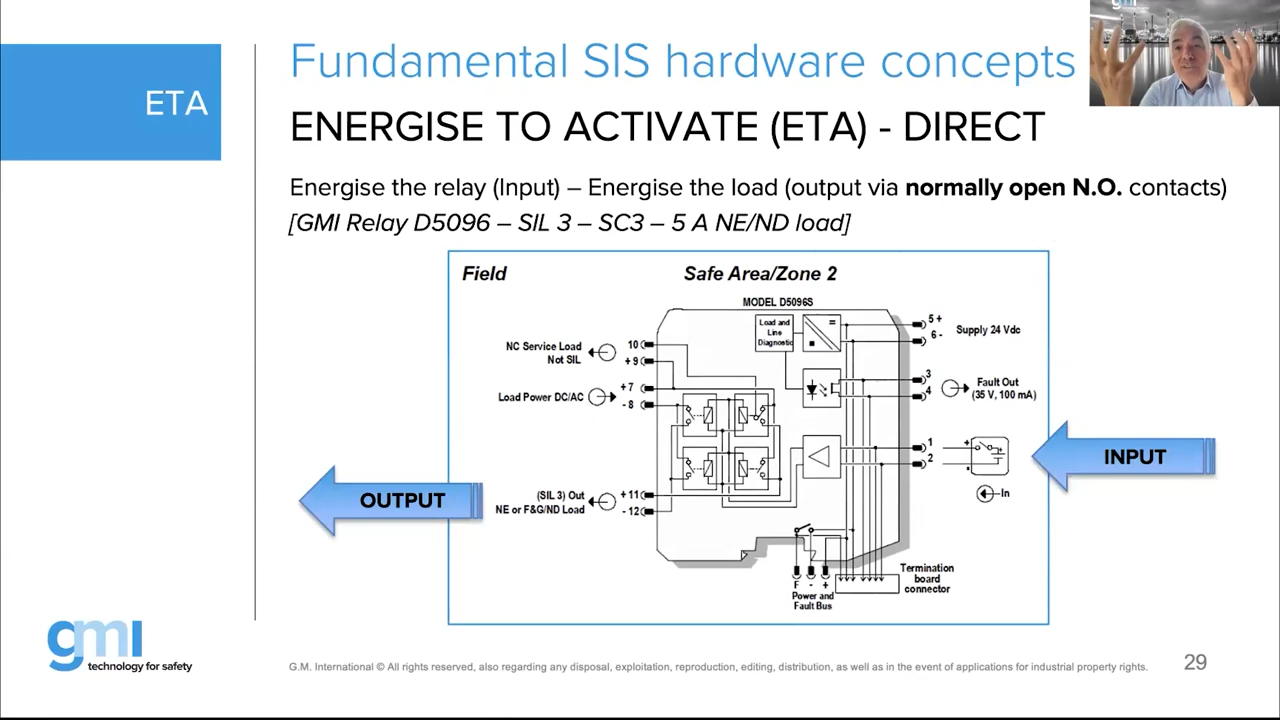 gmi
Fundamental SIS hardware concepts
ETA
ENERGISE TO ACTIVATE (ETA) - DIRECT
Energise the relay (Input) – Energise the load (output via normally open N.O. contacts)
[GMI Relay D5096 – SIL 3 – SC3 – 5 A NE/ND load]
Field
Safe Area/Zone 2
MODEL D5096S
Load and
Line
Diagnostic
=
5 +
6 -
Supply 24 Vdc
NC Service Load
Not SIL
10
+ 9
3
4
Fault Out
(35 V, 100 mA)
Load Power DC/AC
+ 7
- 8
1
2
+
-
In
INPUT
OUTPUT
(SIL 3) Out
NE or F&G/ND Load
+ 11
- 12
F - +
Power and
Fault Bus
Termination
board
connector
gmi
technology for safety
G.M. International © All rights reserved, also regarding any disposal, exploitation, reproduction, editing, distribution, as well as in the event of applications for industrial property rights.
29